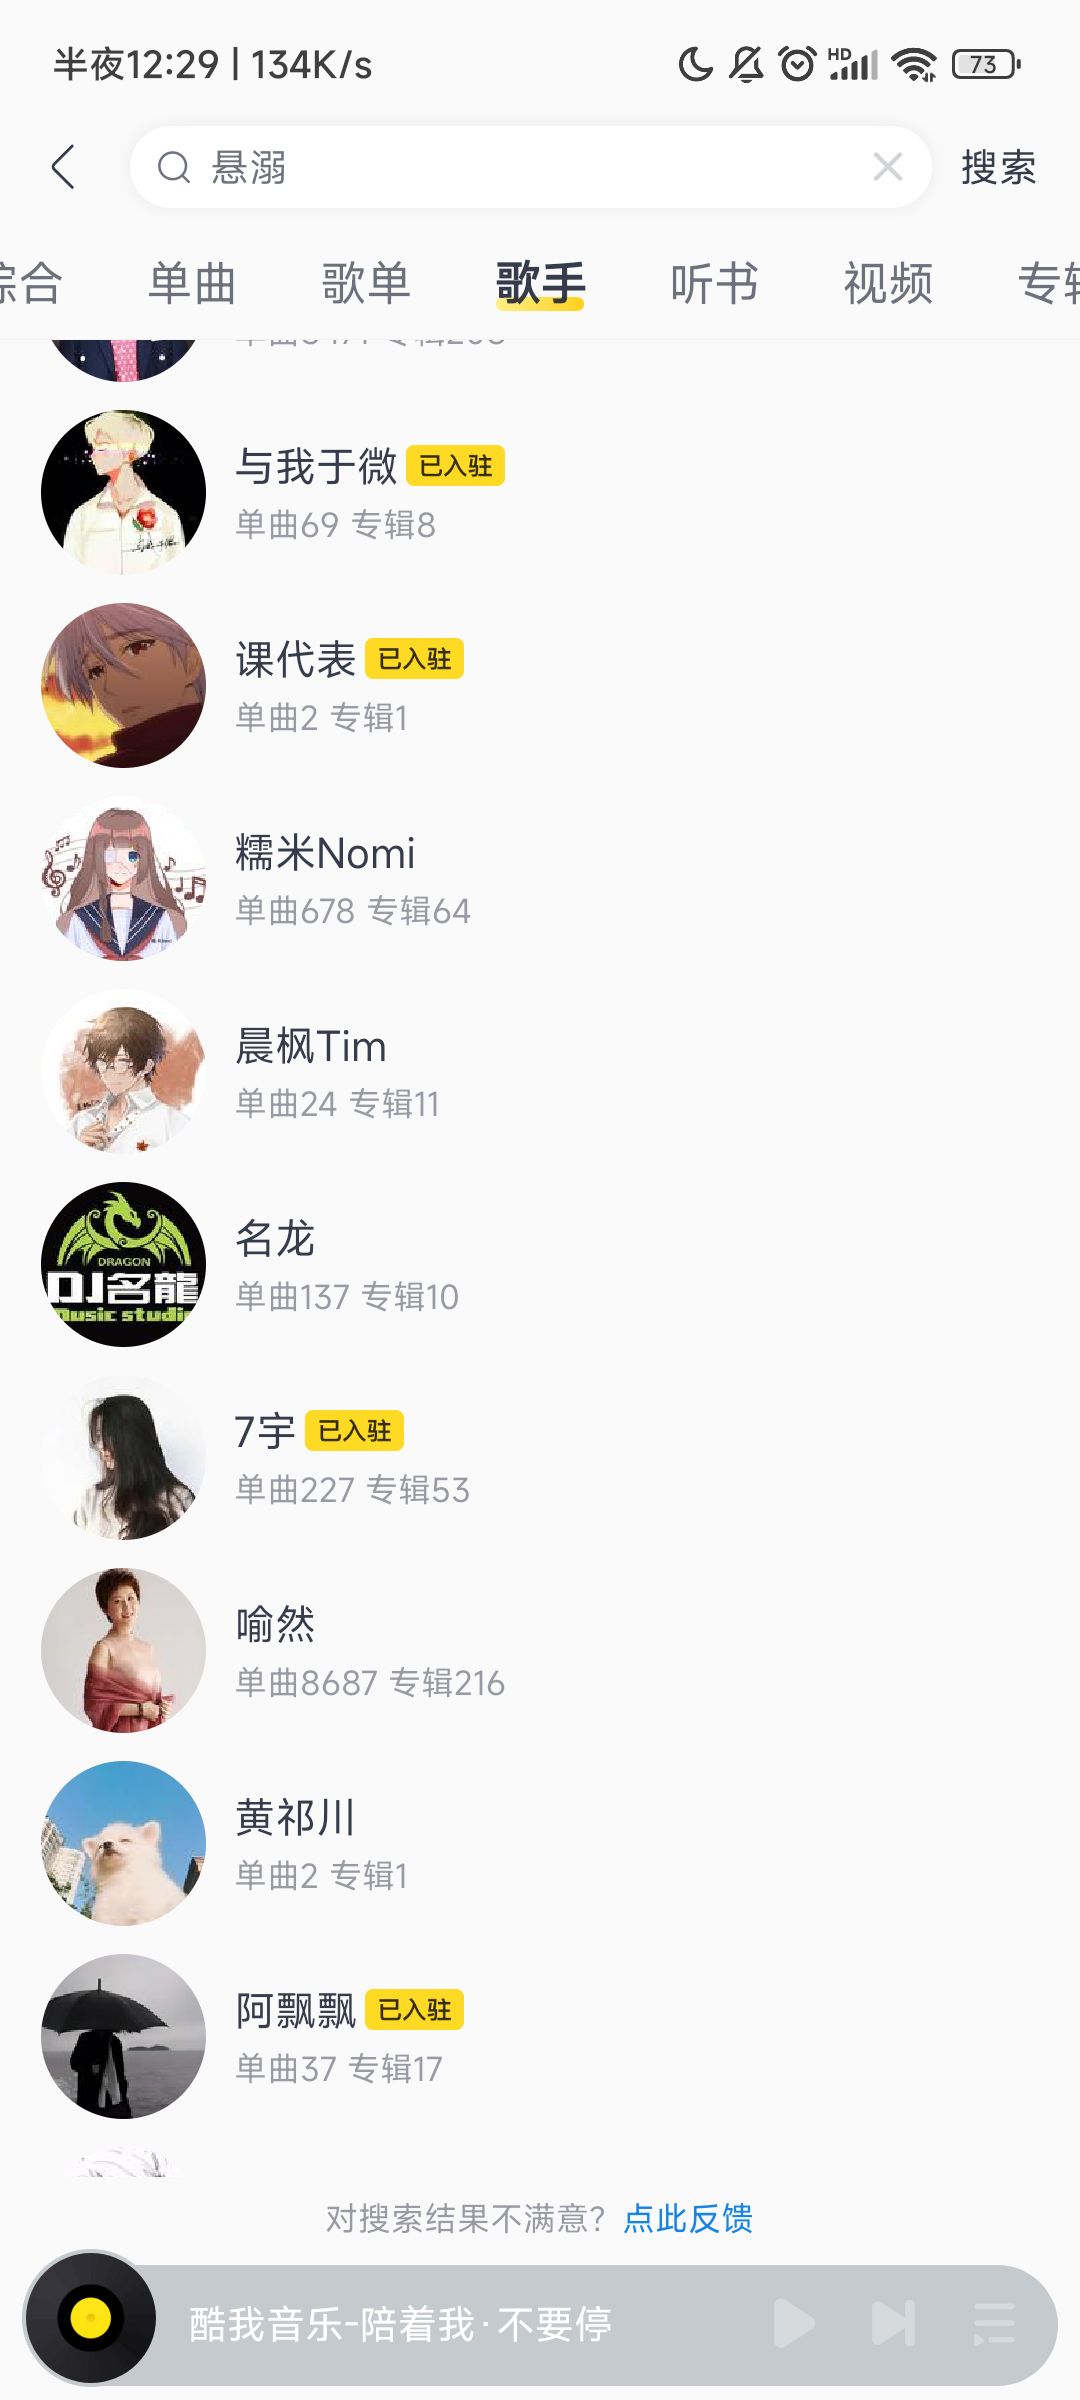 半夜12:29 | 134K/s
HD
73
悬溺
搜索
综合 单曲 歌单 歌手 听书 视频 专辑
与我于微 已入驻
单曲69 专辑8
课代表 已入驻
单曲2 专辑1
糯米Nomi
单曲678 专辑64
晨枫Tim
单曲24 专辑11
DRAGON
DJ名龍
Music studio
名龙
单曲137 专辑10
7宇 已入驻
单曲227 专辑53
喻然
单曲8687 专辑216
黄祁川
单曲2 专辑1
阿飘飘 已入驻
单曲37 专辑17
对搜索结果不满意？点此反馈
酷我音乐-陪着我·不要停